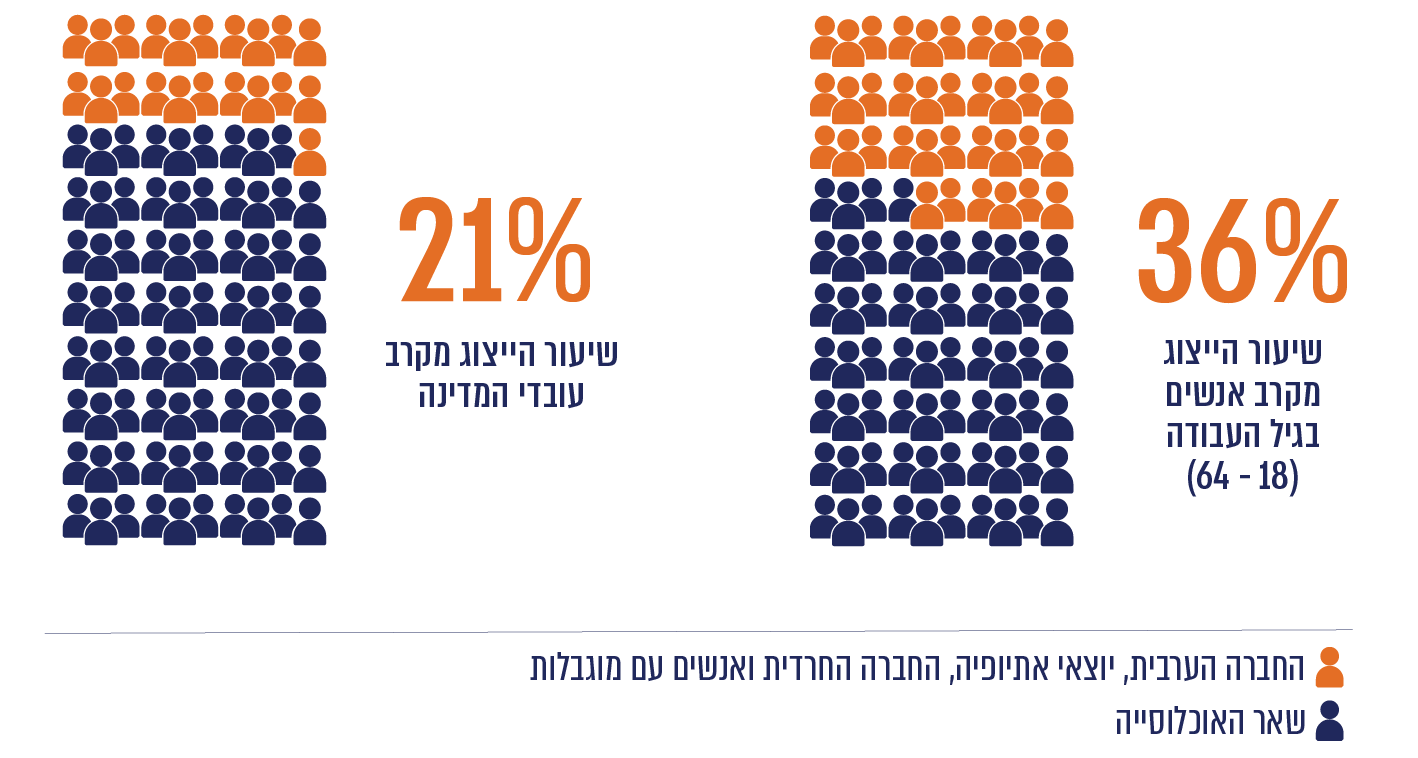 36%
שיעור הייצוג
מקרב אנשים
בגיל העבודה
(18 - 64)
21%
שיעור הייצוג מקרב
עובדי המדינה
החברה הערבית, יוצאי אתיופיה, החברה החרדית ואנשים עם מוגבלות
שאר האוכלוסייה